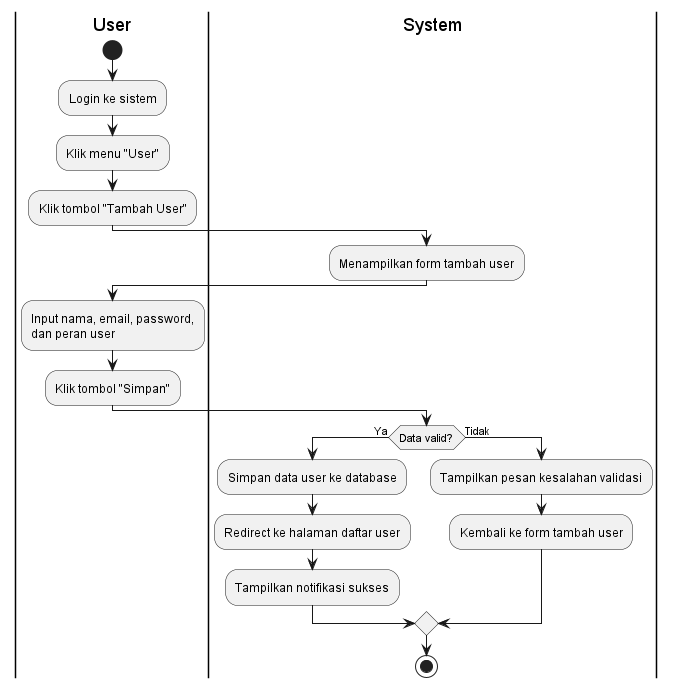 User
System
Login ke sistem
Klik menu "User"
Klik tombol "Tambah User"
Menampilkan form tambah user
Input nama, email, password,
dan peran user
Klik tombol "Simpan"
Data valid?
Ya
Tidak
Simpan data user ke database
Tampilkan pesan kesalahan validasi
Redirect ke halaman daftar user
Kembali ke form tambah user
Tampilkan notifikasi sukses